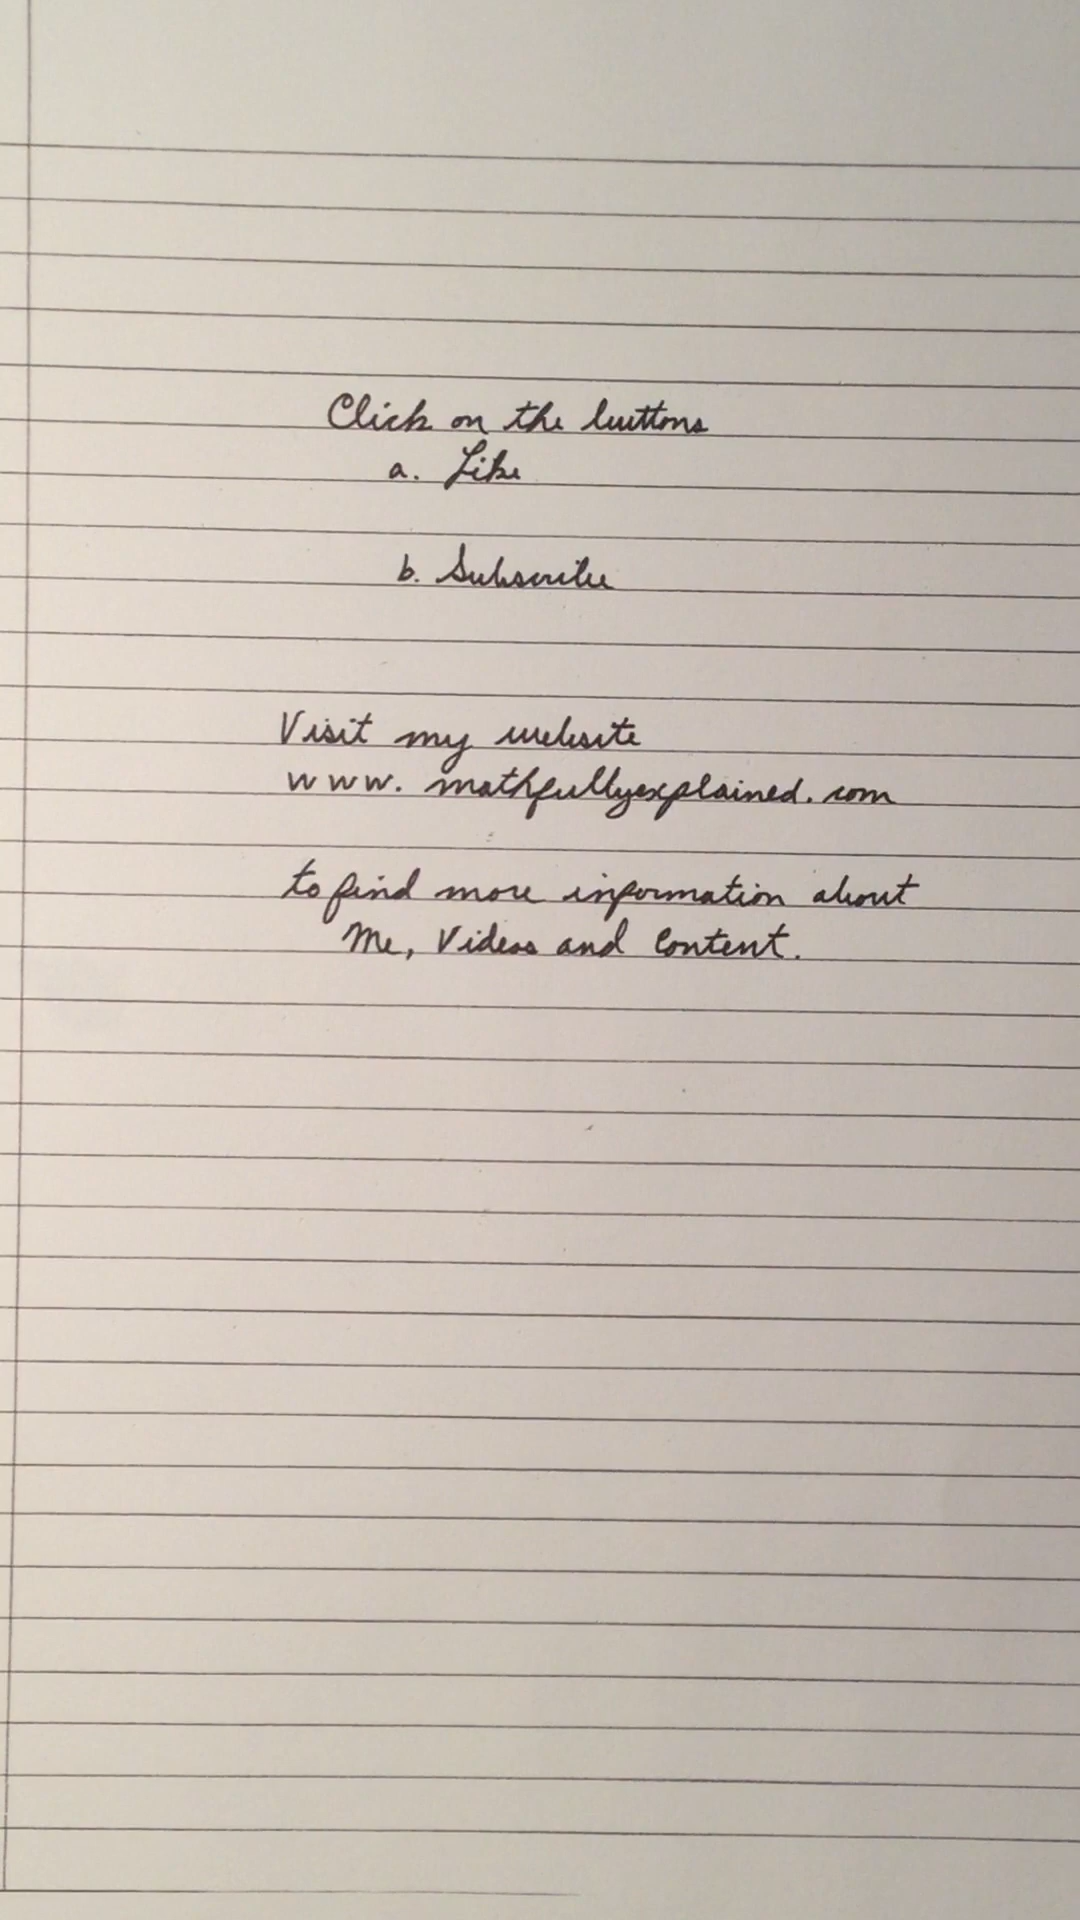 Click on the buttons
a. Like
b. Subscribe
Visit my website
www.mathfullyexplained.com
to find more information about
Me, Videos and Content.